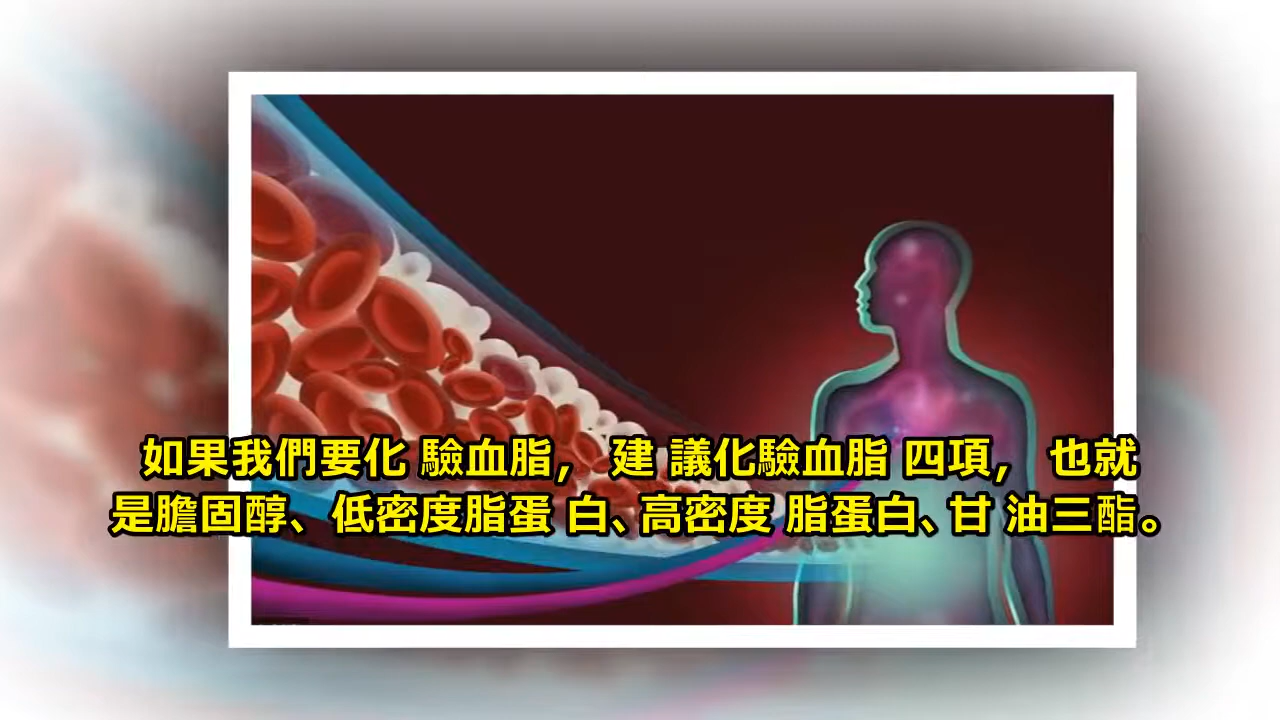 如果我們要化 驗血脂， 建 議化驗血脂 四項， 也就
是膽固醇、低密度脂蛋 白、高密度 脂蛋白、甘 油三酯。